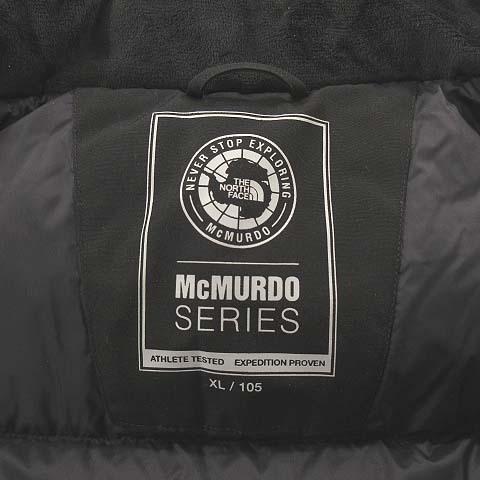 NEVER STOP EXPLORING
THE
NORTH
FACE
McMURDO
McMURDO
SERIES
ATHLETE TESTED EXPEDITION PROVEN
XL / 105